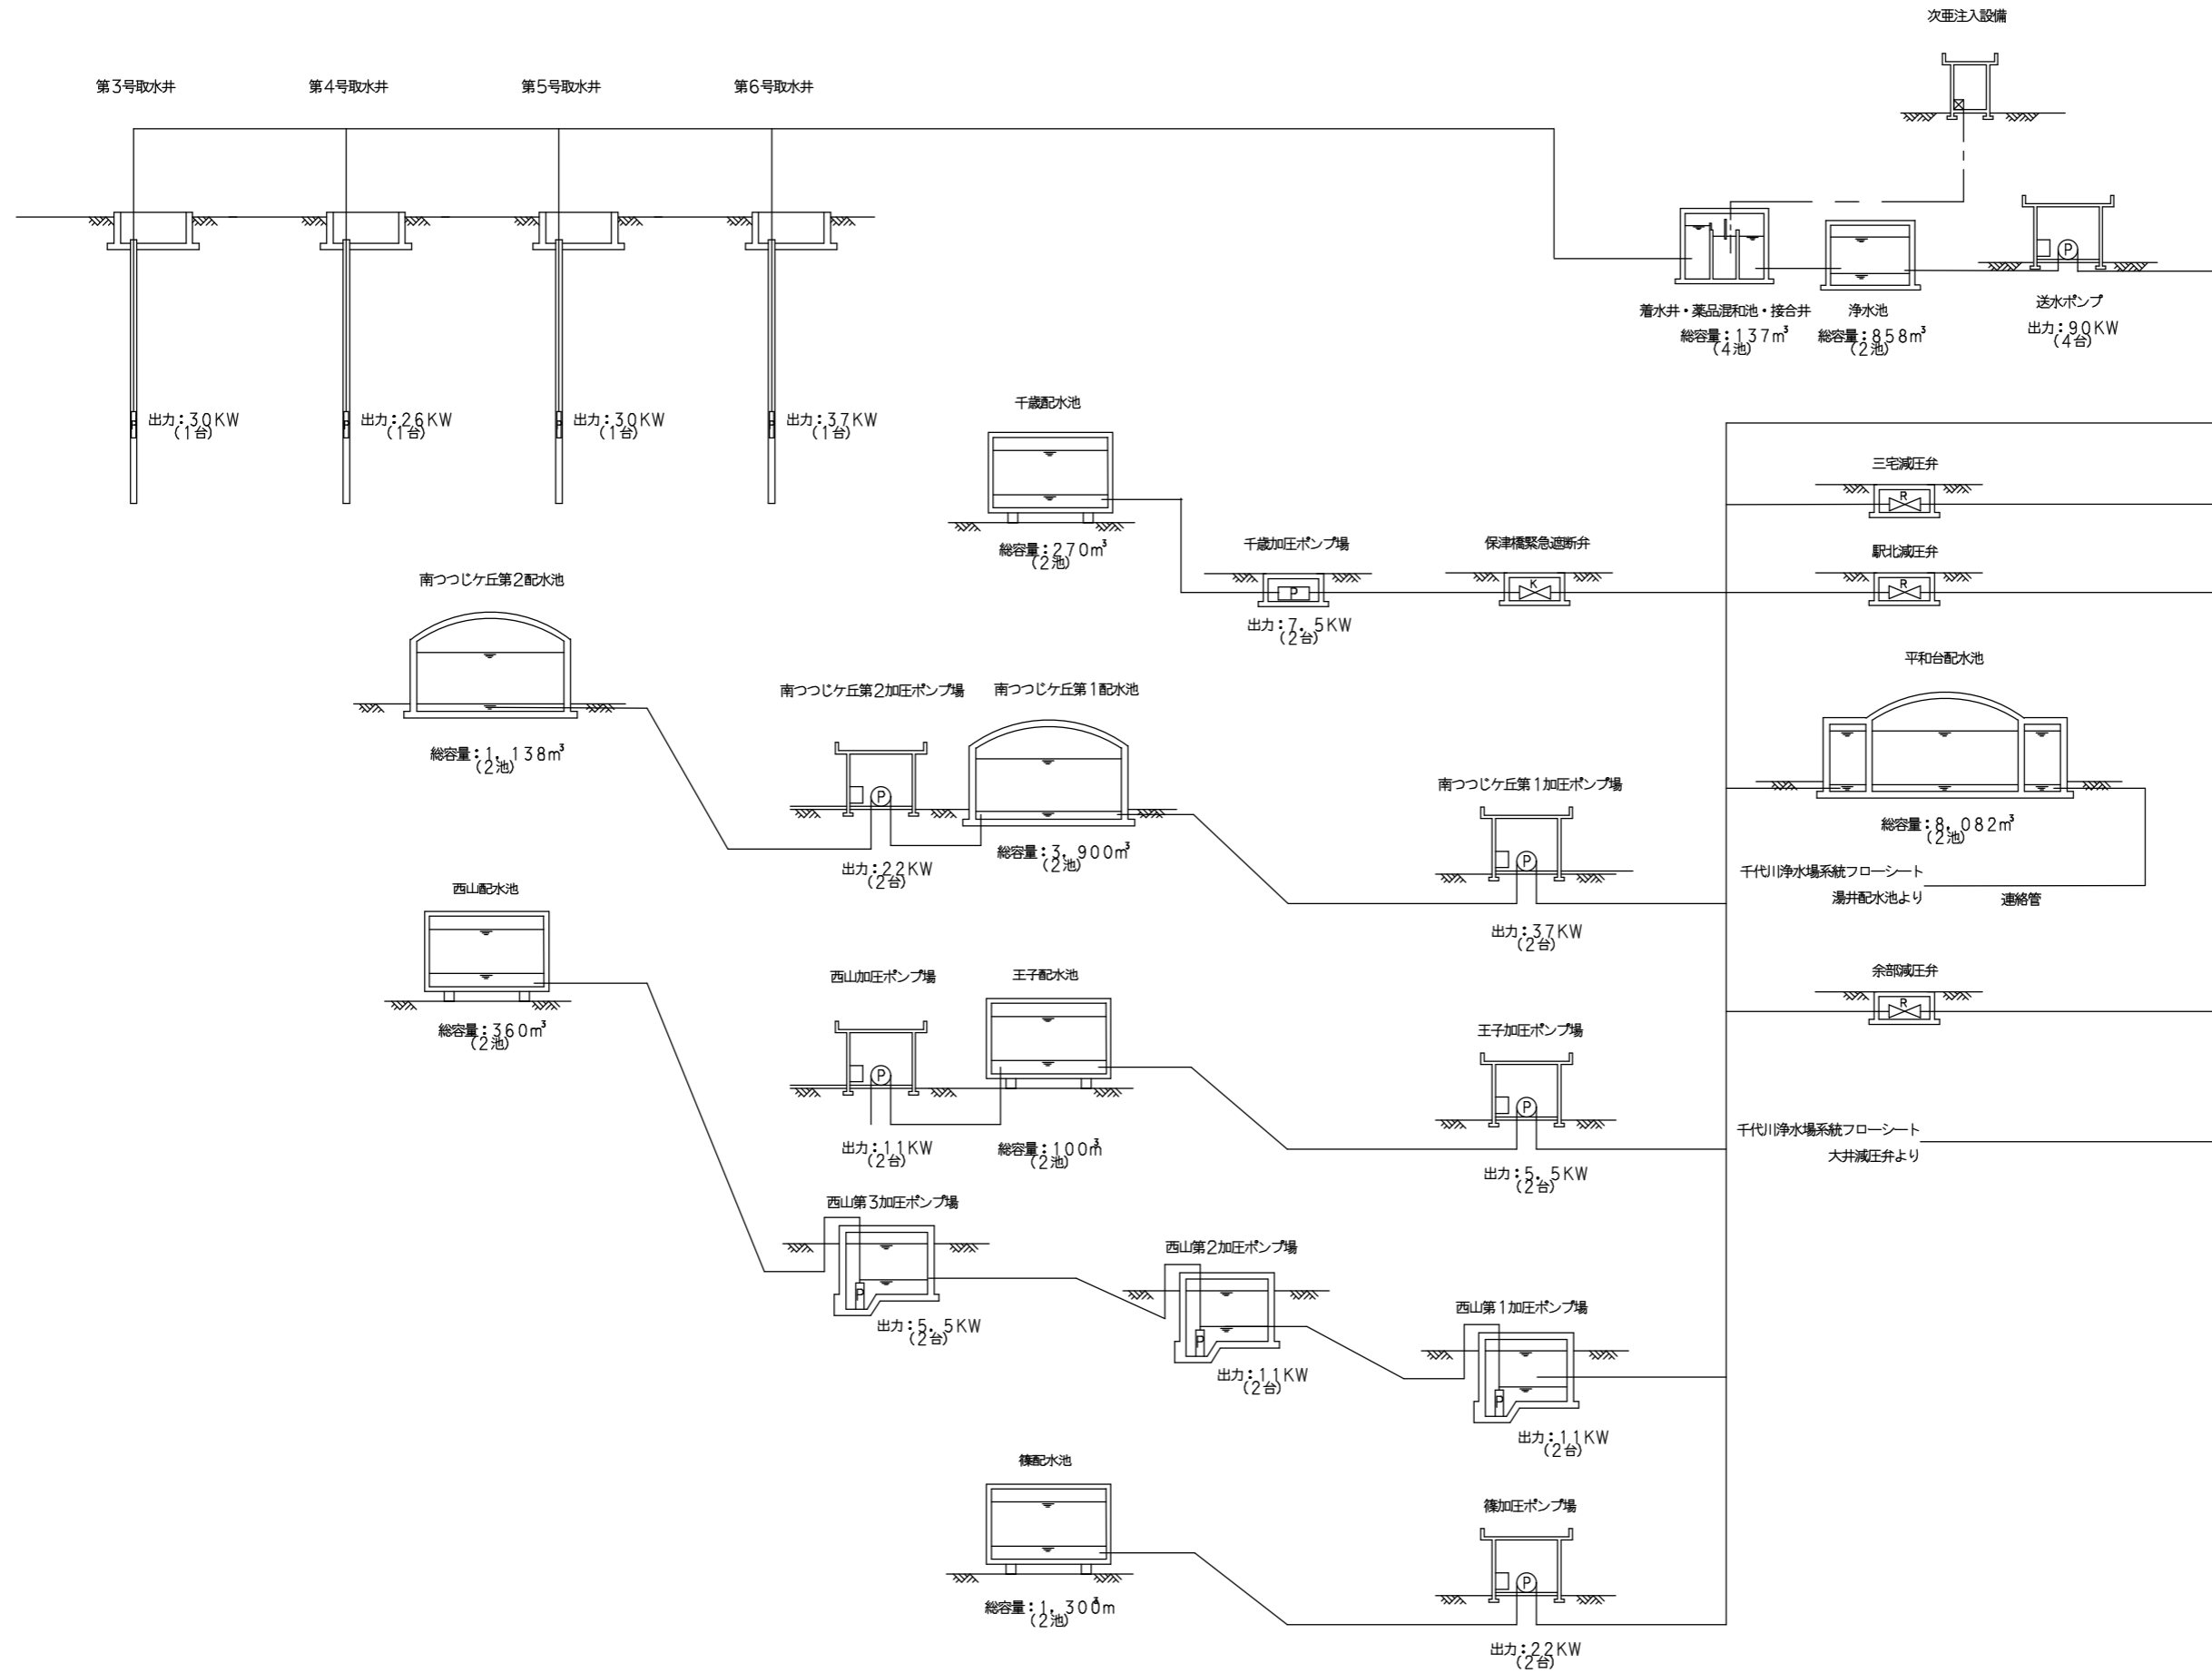 次亜注入設備
第3号取水井
第4号取水井
第5号取水井
第6号取水井
着水井・薬品混和池・接合井
総容量：137m³
(4池)
浄水池
総容量：858m³
(2池)
送水ポンプ
出力：90KW
(4台)
出力：30KW
(1台)
出力：26KW
(1台)
出力：30KW
(1台)
出力：37KW
(1台)
千歳配水池
総容量：270m³
(2池)
千歳加圧ポンプ場
出力：7.5KW
(2台)
保津橋緊急遮断弁
K
三宅減圧弁
R
駅北減圧弁
R
P
南つつじケ丘第2配水池
総容量：1,138m³
(2池)
南つつじケ丘第2加圧ポンプ場
P
出力：22KW
(2台)
南つつじケ丘第1配水池
総容量：3,900m³
(2池)
南つつじケ丘第1加圧ポンプ場
P
出力：37KW
(2台)
平和台配水池
総容量：8,082m³
(2池)
千代川浄水場系統フローシート
湯井配水池より
連絡管
西山配水池
総容量：360m³
(2池)
西山加圧ポンプ場
P
出力：11KW
(2台)
王子配水池
総容量：100m³
(2池)
王子加圧ポンプ場
P
出力：5.5KW
(2台)
余部減圧弁
R
千代川浄水場系統フローシート
大井減圧弁より
西山第3加圧ポンプ場
P
出力：5.5KW
(2台)
西山第2加圧ポンプ場
P
出力：11KW
(2台)
西山第1加圧ポンプ場
P
出力：11KW
(2台)
篠配水池
総容量：1,300m³
(2池)
篠加圧ポンプ場
P
出力：22KW
(2台)
P